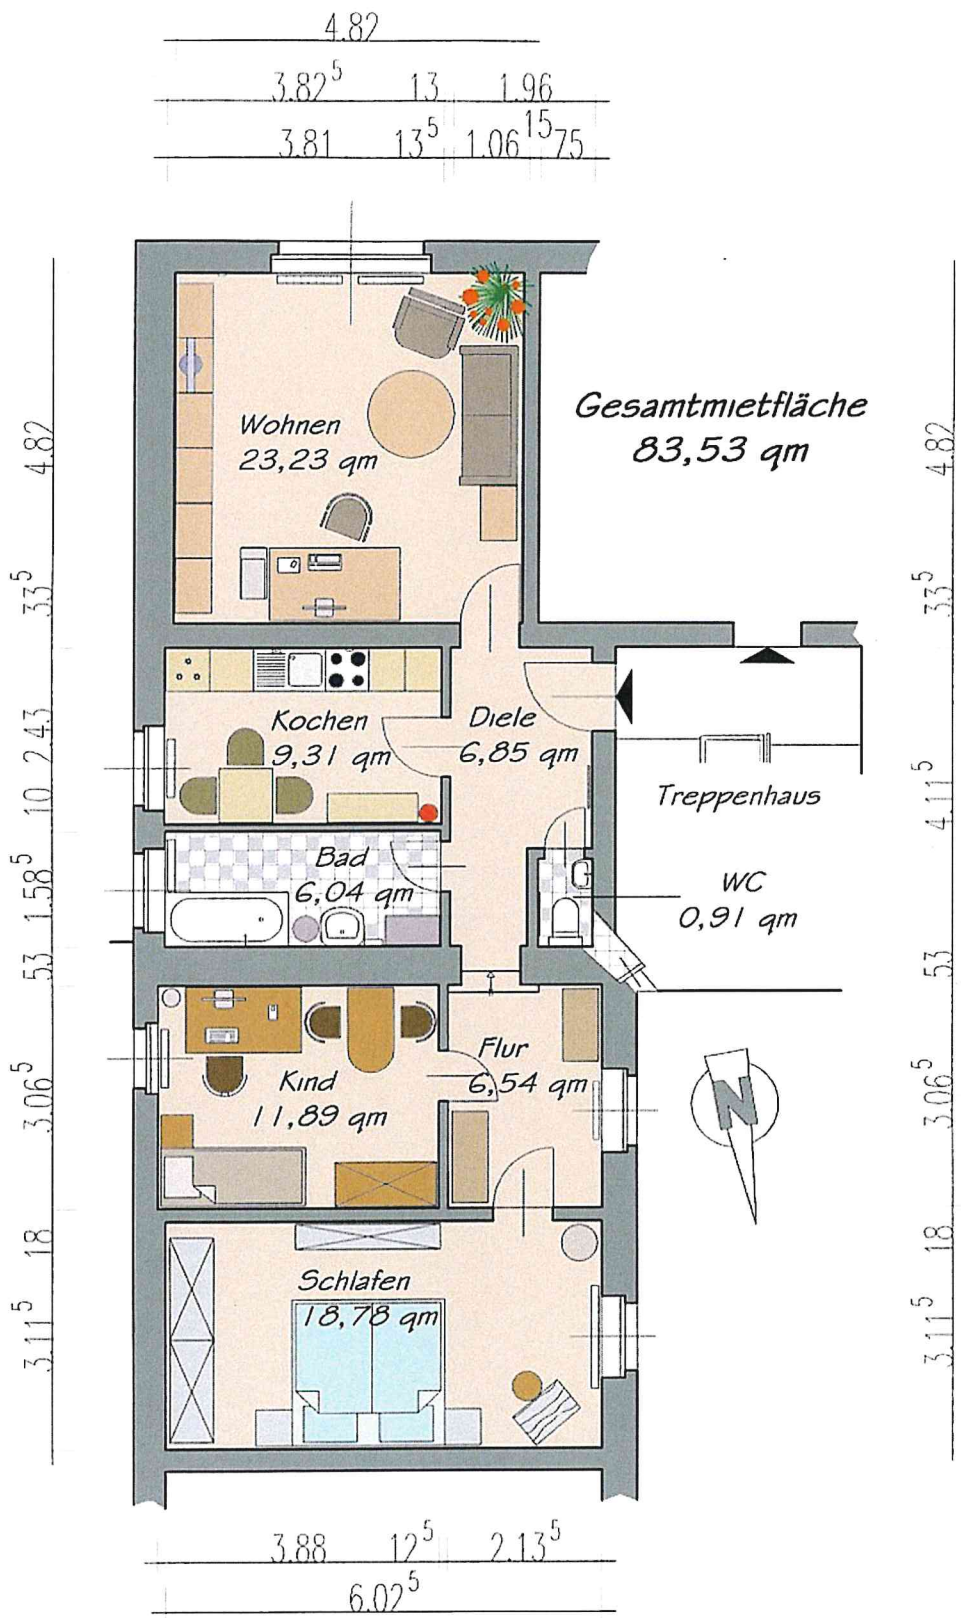 4.82
3.82⁵ 13 1.96
3.81 13⁵ 1.06 15 75
Gesamtmietfläche
83,53 qm
Wohnen
23,23 qm
Kochen
9,31 qm
Diele
6,85 qm
Treppenhaus
Bad
6,04 qm
WC
0,91 qm
Kind
11,89 qm
Flur
6,54 qm
N
Schlafen
18,78 qm
4.82
33⁵
2.43
10
1.58⁵
53
3.06⁵
18
3.11⁵
4.82
33⁵
4.11⁵
53
3.06⁵
18
3.11⁵
3.88 12⁵ 2.13⁵
6.02⁵